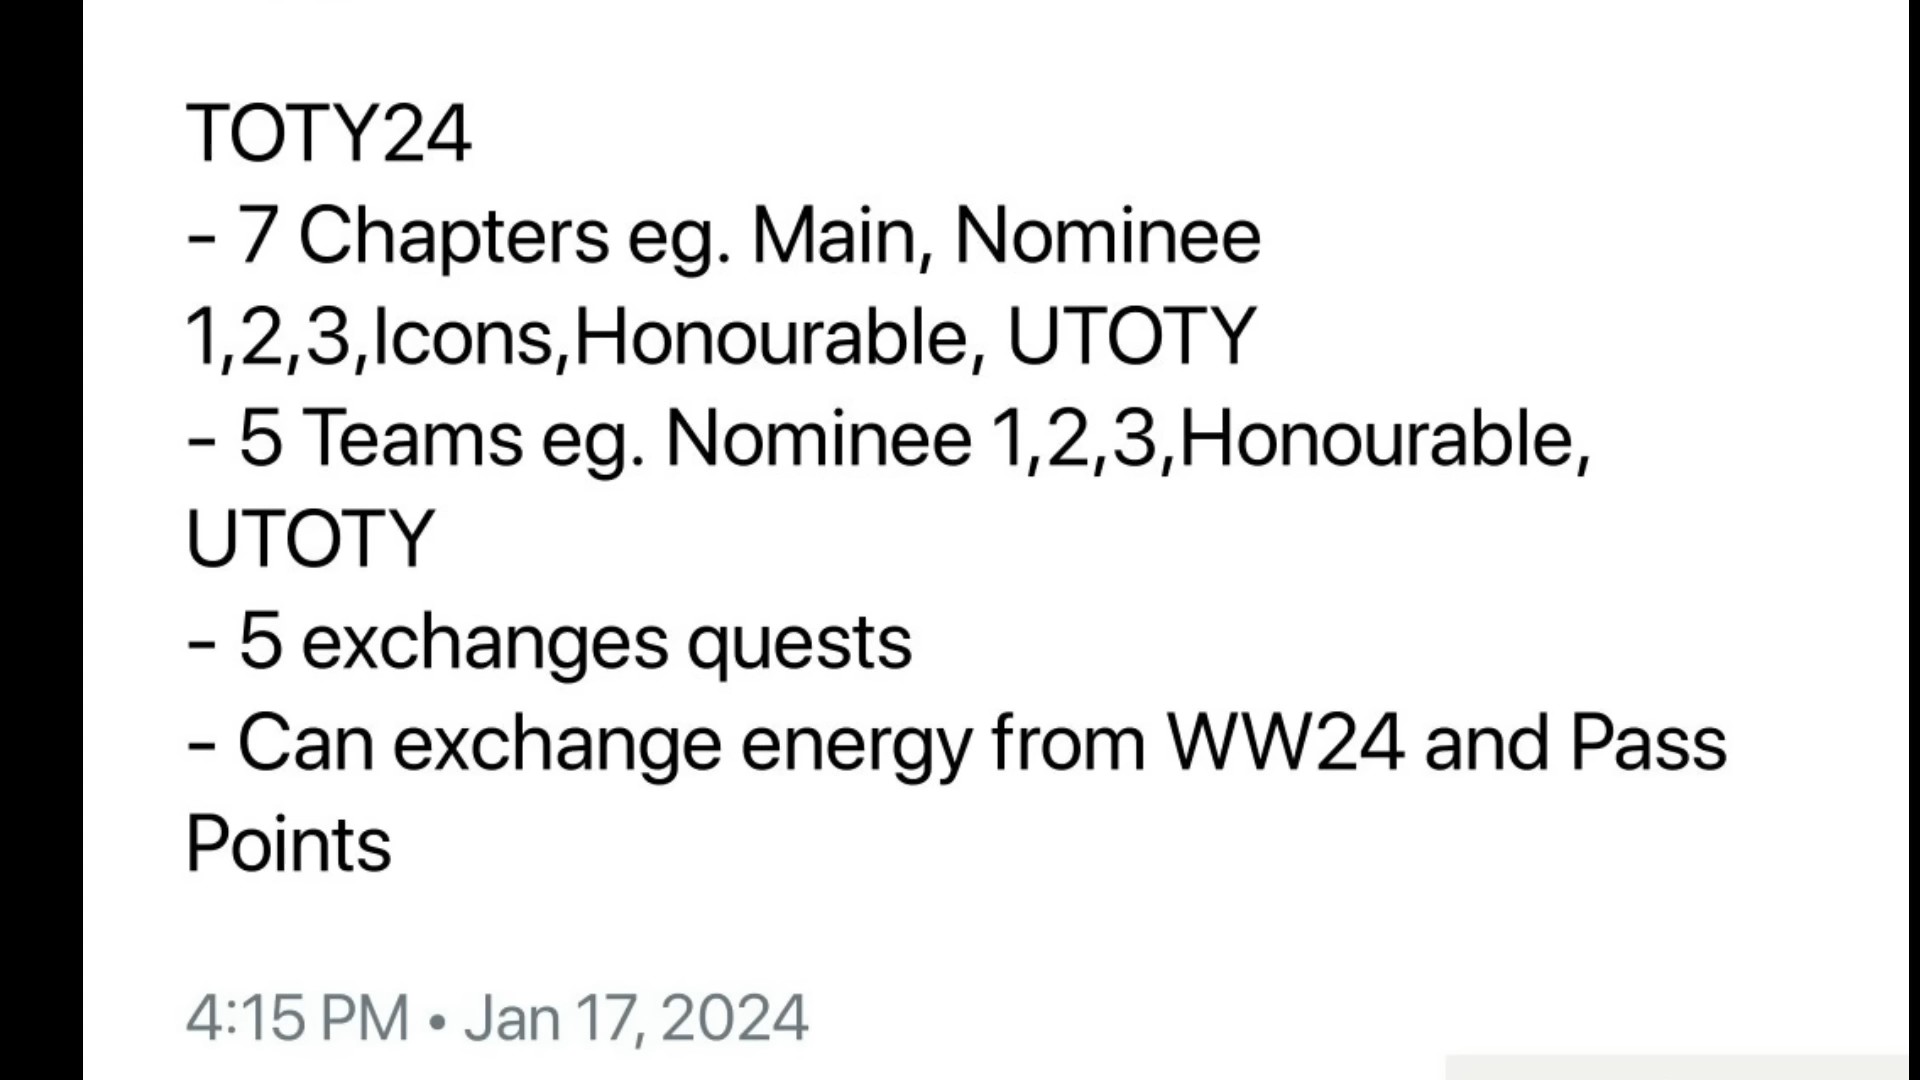 TOTY24
- 7 Chapters eg. Main, Nominee
1,2,3,Icons,Honourable, UTOTY
- 5 Teams eg. Nominee 1,2,3,Honourable,
UTOTY
- 5 exchanges quests
- Can exchange energy from WW24 and Pass
Points
4:15 PM • Jan 17, 2024